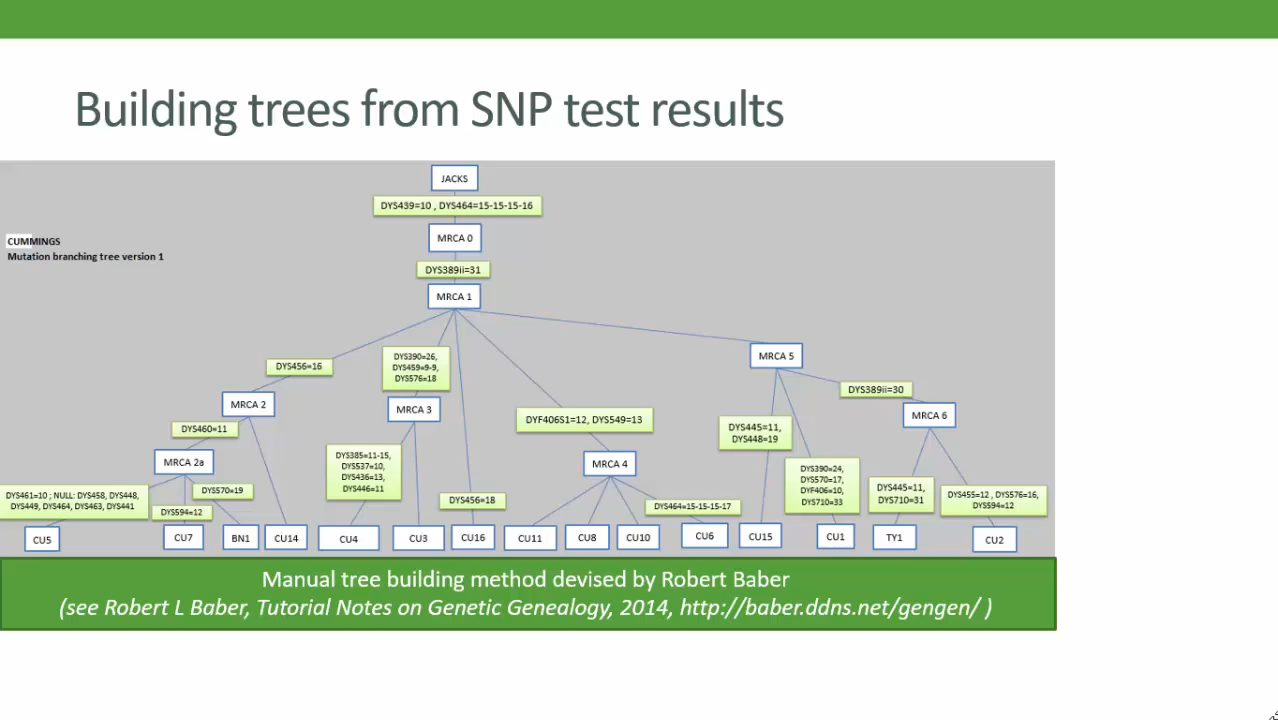 Building trees from SNP test results
JACKS
DYS439=10 , DYS464=15-15-15-16
MRCA 0
CUMMINGS
Mutation branching tree version 1
DYS389ii=31
MRCA 1
MRCA 5
DYS456=16
DYS390=26,
DYS459=9-9,
DYS576=18
DYS389ii=30
MRCA 2
MRCA 3
MRCA 6
DYS460=11
DYF406S1=12, DYS549=13
DYS445=11,
DYS448=19
MRCA 2a
DYS385=11-15,
DYS537=10,
DYS436=13,
DYS446=11
MRCA 4
DYS390=24,
DYS570=17,
DYF406=10,
DYS710=33
DYS445=11,
DYS710=31
DYS461=10 ; NULL: DYS458, DYS448,
DYS449, DYS464, DYS463, DYS441
DYS570=19
DYS594=12
DYS456=18
DYS464=15-15-15-17
DYS455=12 , DYS576=16,
DYS594=12
CU5
CU7
BN1
CU14
CU4
CU3
CU16
CU11
CU8
CU10
CU6
CU15
CU1
TY1
CU2
Manual tree building method devised by Robert Baber
(see Robert L Baber, Tutorial Notes on Genetic Genealogy, 2014, http://baber.ddns.net/gengen/ )